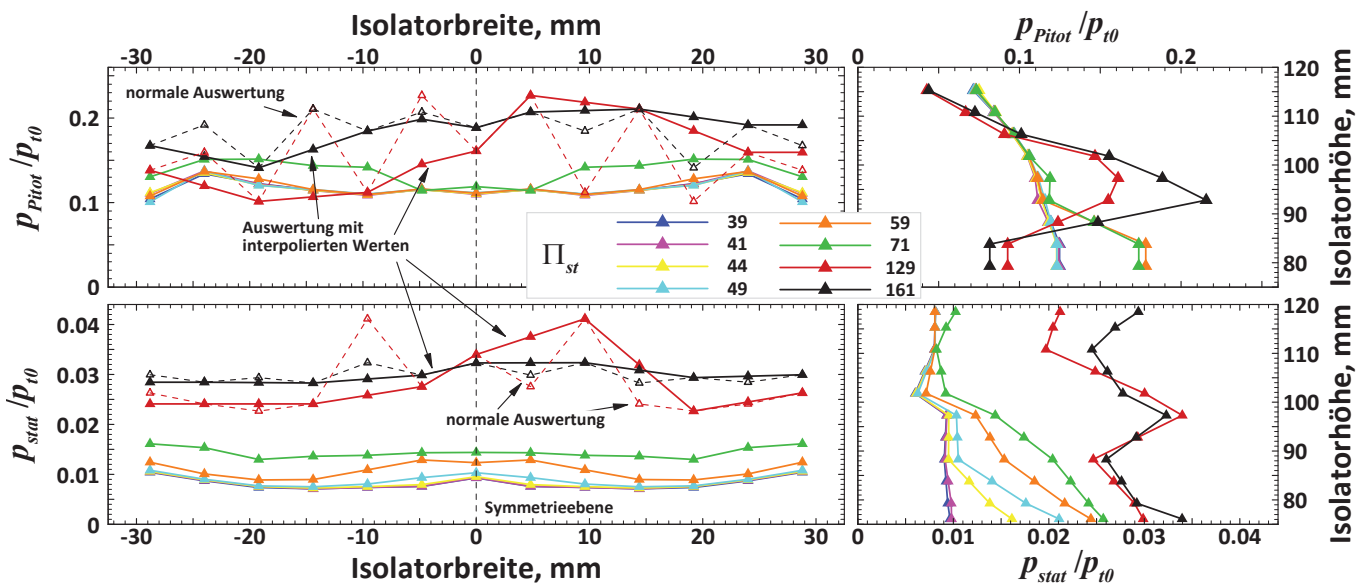 Isolatorbreite, mm
-30 -20 -10 0 10 20 30
p_Pitot/p_t0
0 0.1 0.2
normale Auswertung
0.2
0.1
0
p_Pitot/p_t0
Auswertung mit
interpolierten Werten
120
100
90
80
Isolatorhöhe, mm
Π_st
39
41
44
49
59
71
129
161
0.04
0.03
0.02
0.01
0
p_stat/p_t0
normale Auswertung
Symmetrieebene
-30 -20 -10 0 10 20 30
Isolatorbreite, mm
120
110
100
90
80
Isolatorhöhe, mm
0.01 0.02 0.03 0.04
p_stat/p_t0